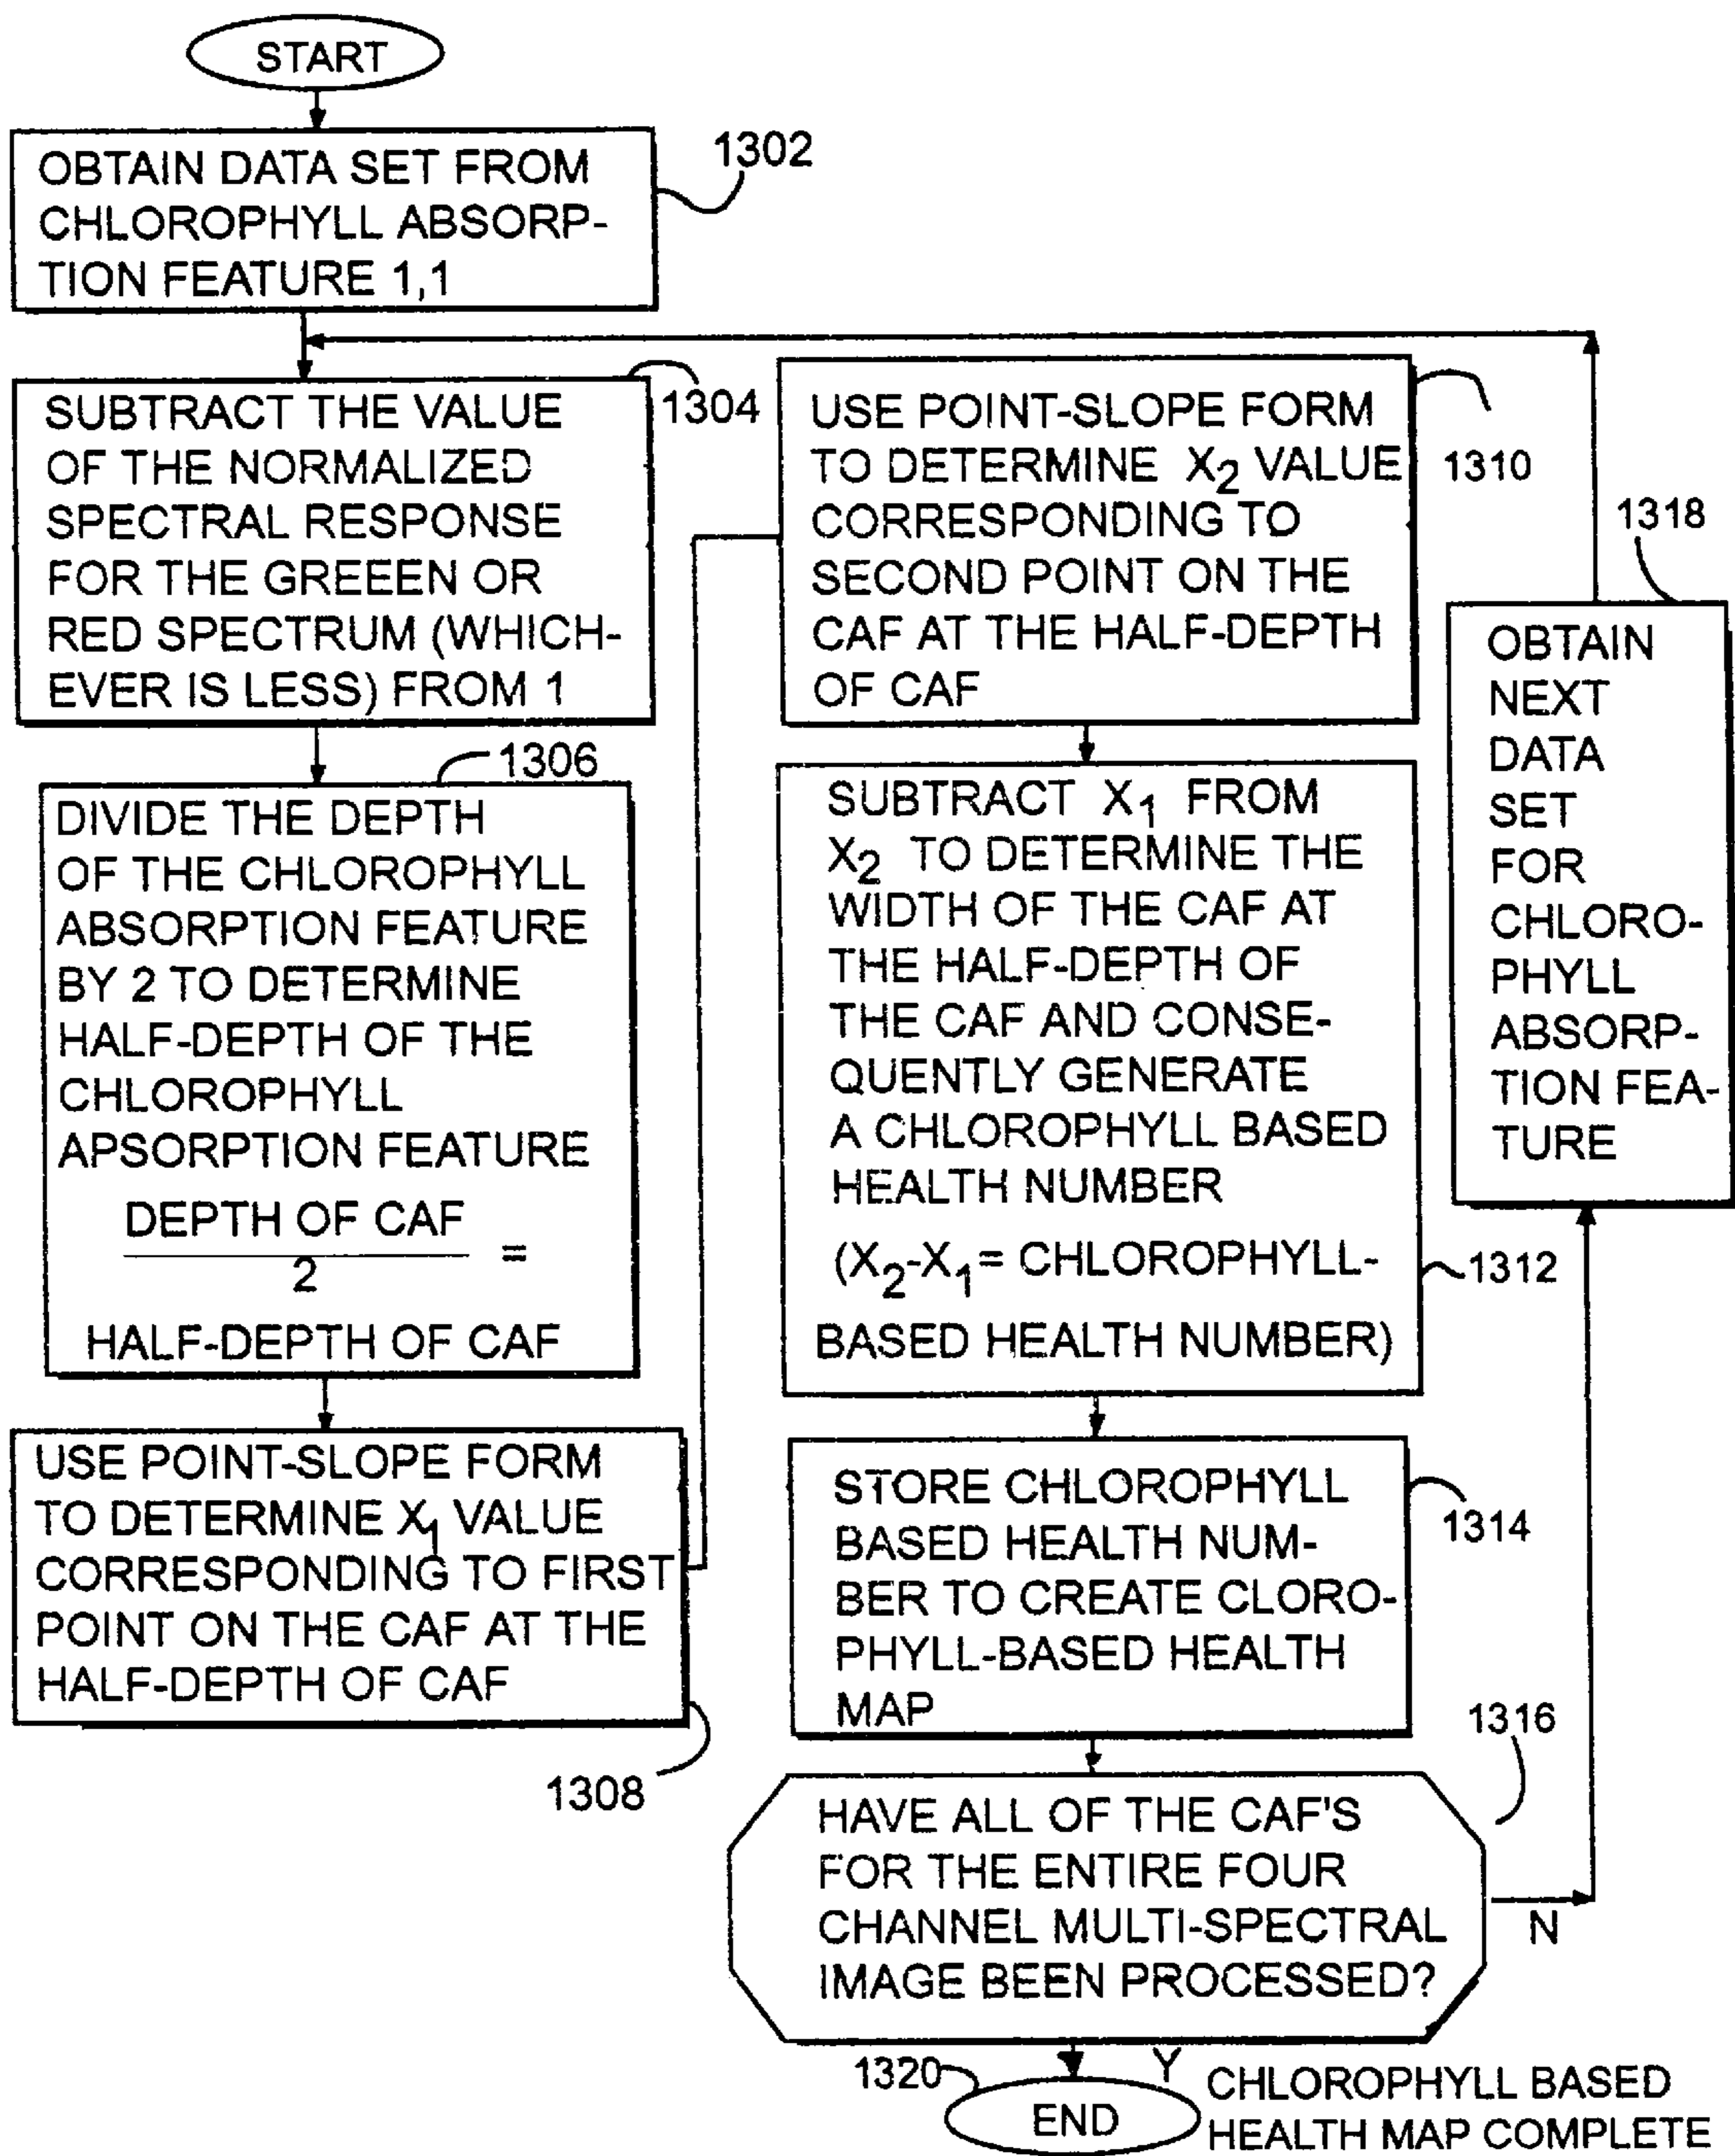 START
1302
OBTAIN DATA SET FROM
CHLOROPHYLL ABSORP-
TION FEATURE 1,1
1304
SUBTRACT THE VALUE
OF THE NORMALIZED
SPECTRAL RESPONSE
FOR THE GREEEN OR
RED SPECTRUM (WHICH-
EVER IS LESS) FROM 1
1306
DIVIDE THE DEPTH
OF THE CHLOROPHYLL
ABSORPTION FEATURE
BY 2 TO DETERMINE
HALF-DEPTH OF THE
CHLOROPHYLL
APSORPTION FEATURE
DEPTH OF CAF
2
=
HALF-DEPTH OF CAF
USE POINT-SLOPE FORM
TO DETERMINE X1 VALUE
CORRESPONDING TO FIRST
POINT ON THE CAF AT THE
HALF-DEPTH OF CAF
1308
USE POINT-SLOPE FORM
TO DETERMINE X2 VALUE
CORRESPONDING TO
SECOND POINT ON THE
CAF AT THE HALF-DEPTH
OF CAF
1310
SUBTRACT X1 FROM
X2 TO DETERMINE THE
WIDTH OF THE CAF AT
THE HALF-DEPTH OF
THE CAF AND CONSE-
QUENTLY GENERATE
A CHLOROPHYLL BASED
HEALTH NUMBER
(X2-X1= CHLOROPHYLL-
BASED HEALTH NUMBER)
1312
STORE CHLOROPHYLL
BASED HEALTH NUM-
BER TO CREATE CLORO-
PHYLL-BASED HEALTH
MAP
1314
1316
HAVE ALL OF THE CAF'S
FOR THE ENTIRE FOUR
CHANNEL MULTI-SPECTRAL
IMAGE BEEN PROCESSED?
N
1318
OBTAIN
NEXT
DATA
SET
FOR
CHLORO-
PHYLL
ABSORP-
TION FEA-
TURE
Y
1320
END
CHLOROPHYLL BASED
HEALTH MAP COMPLETE